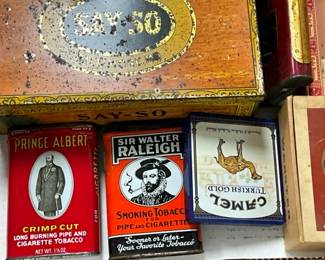 SAY-SO
SAY-SO
PRINCE ALBERT
CRIMP CUT
LONG BURNING PIPE AND
CIGARETTE TOBACCO
SIR WALTER
RALEIGH
SMOKING TOBACCO
FOR
PIPE AND CIGARETTE
Sooner or Later-
Your Favorite Tobacco
CAMEL
TURKISH GOLD